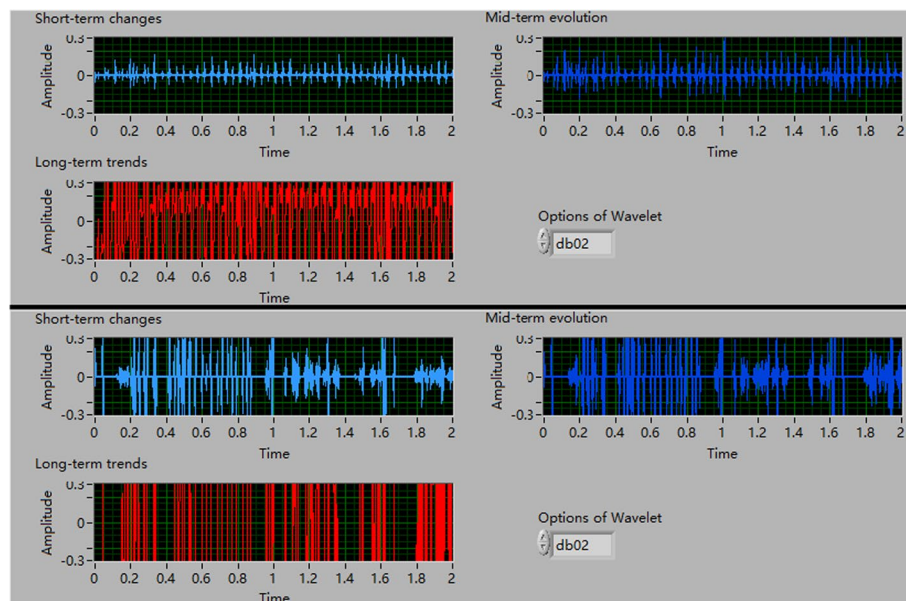 Short-term changes
Mid-term evolution
Amplitude
0.3
0
-0.3
0 0.2 0.4 0.6 0.8 1 1.2 1.4 1.6 1.8 2
Time
Amplitude
0.3
0
-0.3
0 0.2 0.4 0.6 0.8 1 1.2 1.4 1.6 1.8 2
Time
Long-term trends
Amplitude
0.3
0
-0.3
0 0.2 0.4 0.6 0.8 1 1.2 1.4 1.6 1.8 2
Time
Options of Wavelet
db02
Short-term changes
Mid-term evolution
Amplitude
0.3
0
-0.3
0 0.2 0.4 0.6 0.8 1 1.2 1.4 1.6 1.8 2
Time
Amplitude
0.3
0
-0.3
0 0.2 0.4 0.6 0.8 1 1.2 1.4 1.6 1.8 2
Time
Long-term trends
Amplitude
0.3
0
-0.3
0 0.2 0.4 0.6 0.8 1 1.2 1.4 1.6 1.8 2
Time
Options of Wavelet
db02